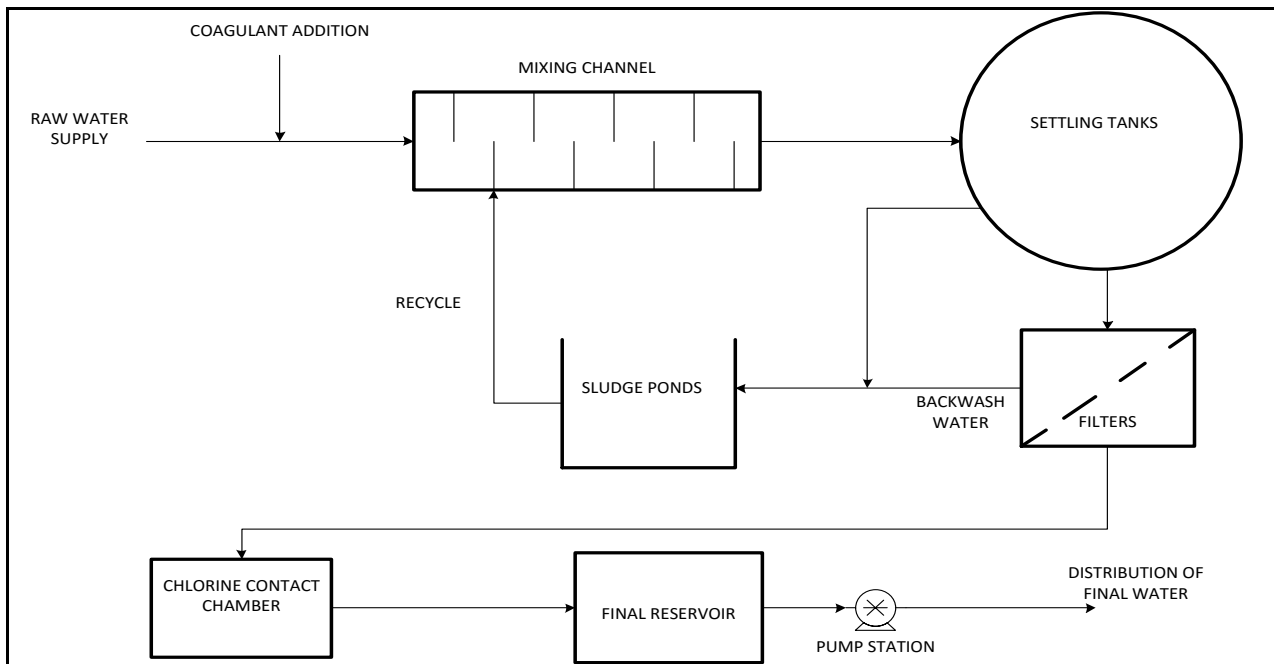 COAGULANT ADDITION
MIXING CHANNEL
RAW WATER
SUPPLY
SETTLING TANKS
RECYCLE
SLUDGE PONDS
BACKWASH
WATER
FILTERS
CHLORINE CONTACT
CHAMBER
FINAL RESERVOIR
PUMP STATION
DISTRIBUTION OF
FINAL WATER